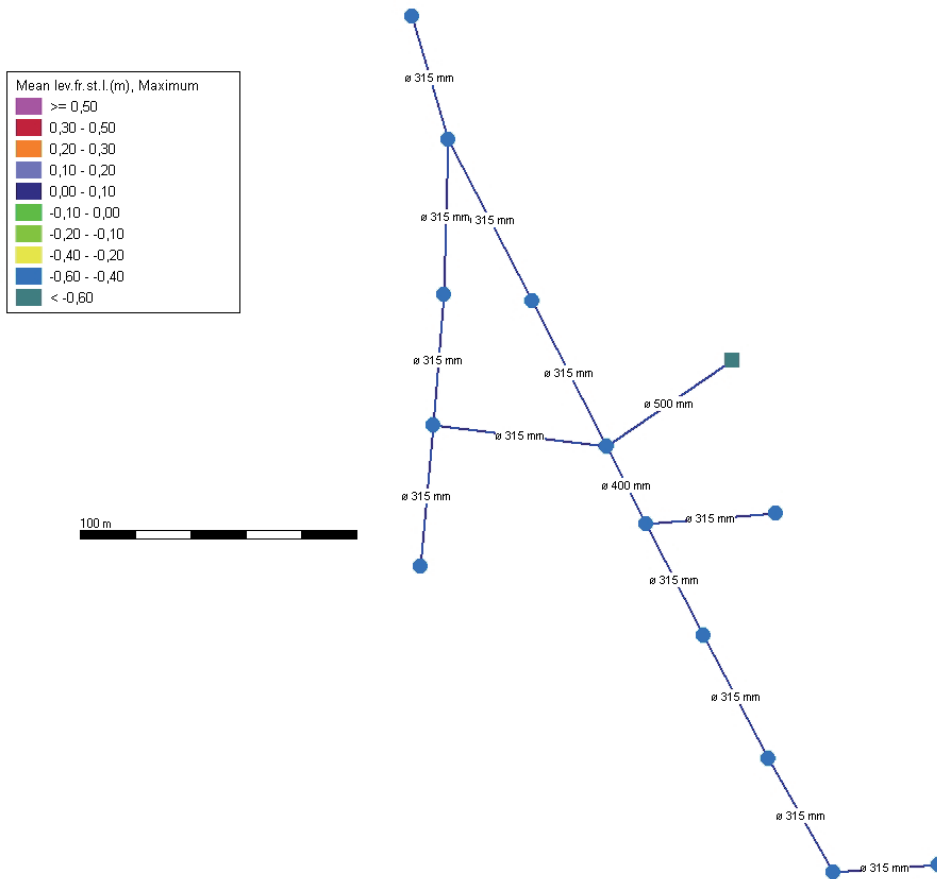 ø 315 mm
Mean lev.fr.st.l.(m), Maximum
>= 0,50
0,30 - 0,50
0,20 - 0,30
0,10 - 0,20
0,00 - 0,10
-0,10 - 0,00
-0,20 - -0,10
-0,40 - -0,20
-0,60 - -0,40
< -0,60
ø 315 mm
315 mm
ø 315 mm
ø 315 mm
ø 500 mm
ø 315 mm
ø 400 mm
ø 315 mm
100 m
ø 315 mm
ø 315 mm
ø 315 mm
ø 315 mm
ø 315 mm